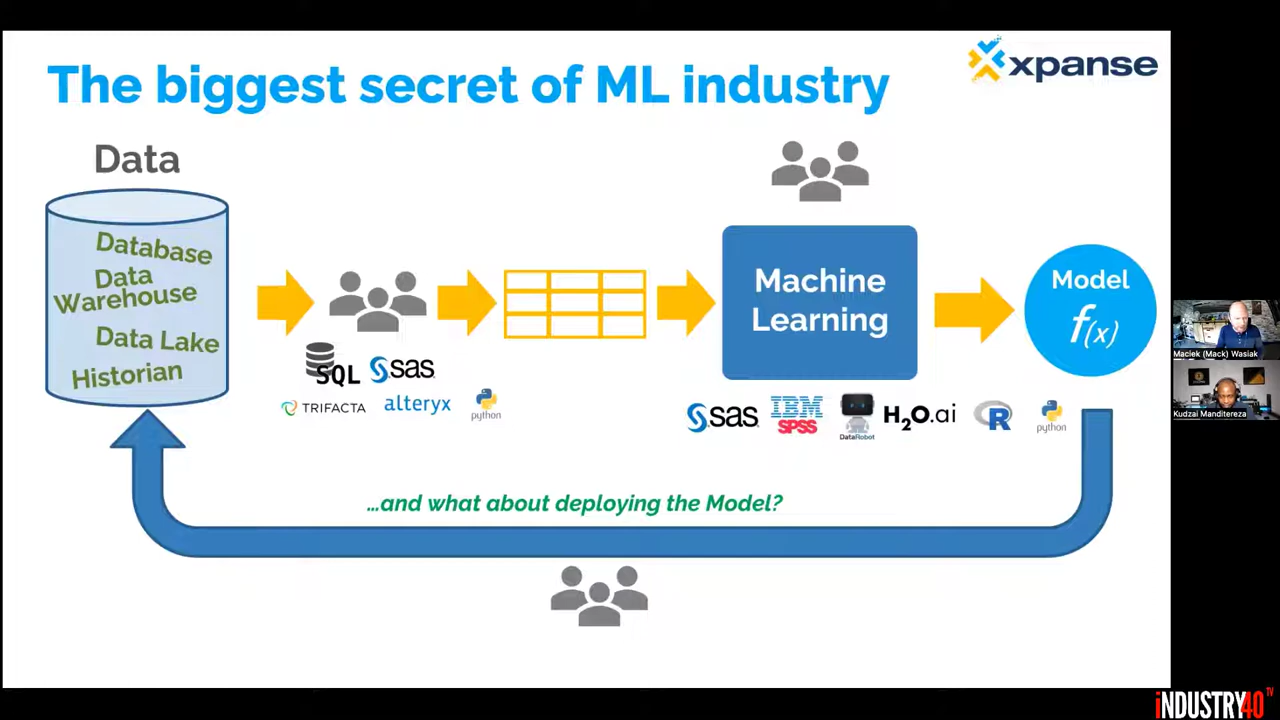 The biggest secret of ML industry
xpanse
Data
Database
Data
Warehouse
Data Lake
Historian
SQL
sas
TRIFACTA
alteryx
python
Machine
Learning
sas
IBM
SPSS
DataRobot
H2O.ai
R
python
Model
f(x)
…and what about deploying the Model?
Maciek (Mack) Wasiak
Kudzai Manditereza
iNDUSTRY40 TV